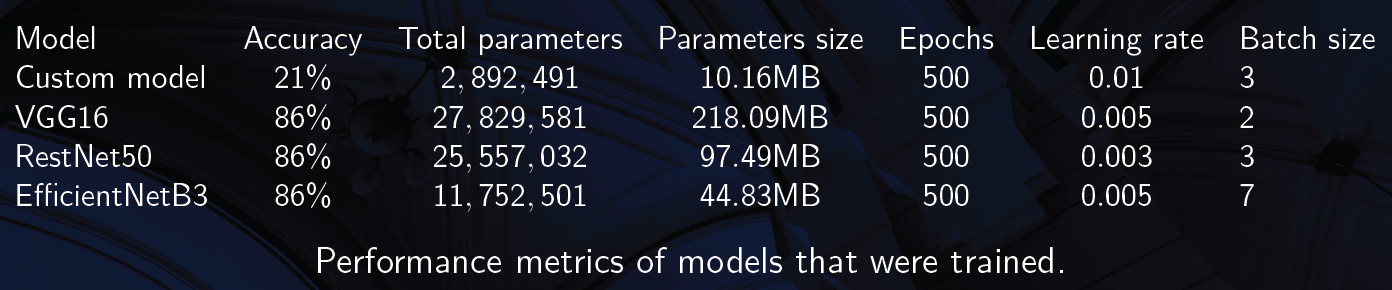 Model Accuracy Total parameters Parameters size Epochs Learning rate Batch size
Custom model 21% 2,892,491 10.16MB 500 0.01 3
VGG16 86% 27,829,581 218.09MB 500 0.005 2
RestNet50 86% 25,557,032 97.49MB 500 0.003 3
EfficientNetB3 86% 11,752,501 44.83MB 500 0.005 7
Performance metrics of models that were trained.